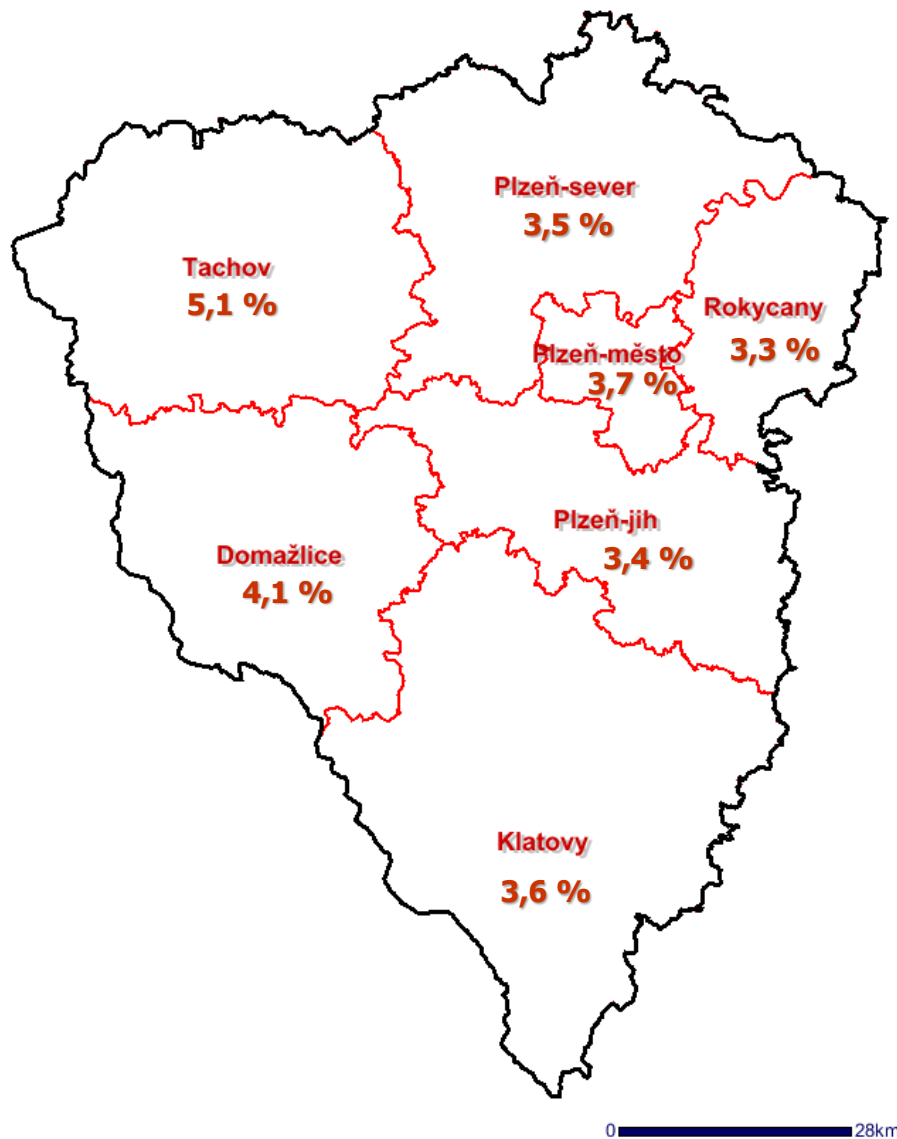 Plzeň-sever
3,5 %
Tachov
5,1 %
Rokycany
3,3 %
Plzeň-město
3,7 %
Plzeň-jih
3,4 %
Domažlice
4,1 %
Klatovy
3,6 %
0 28km